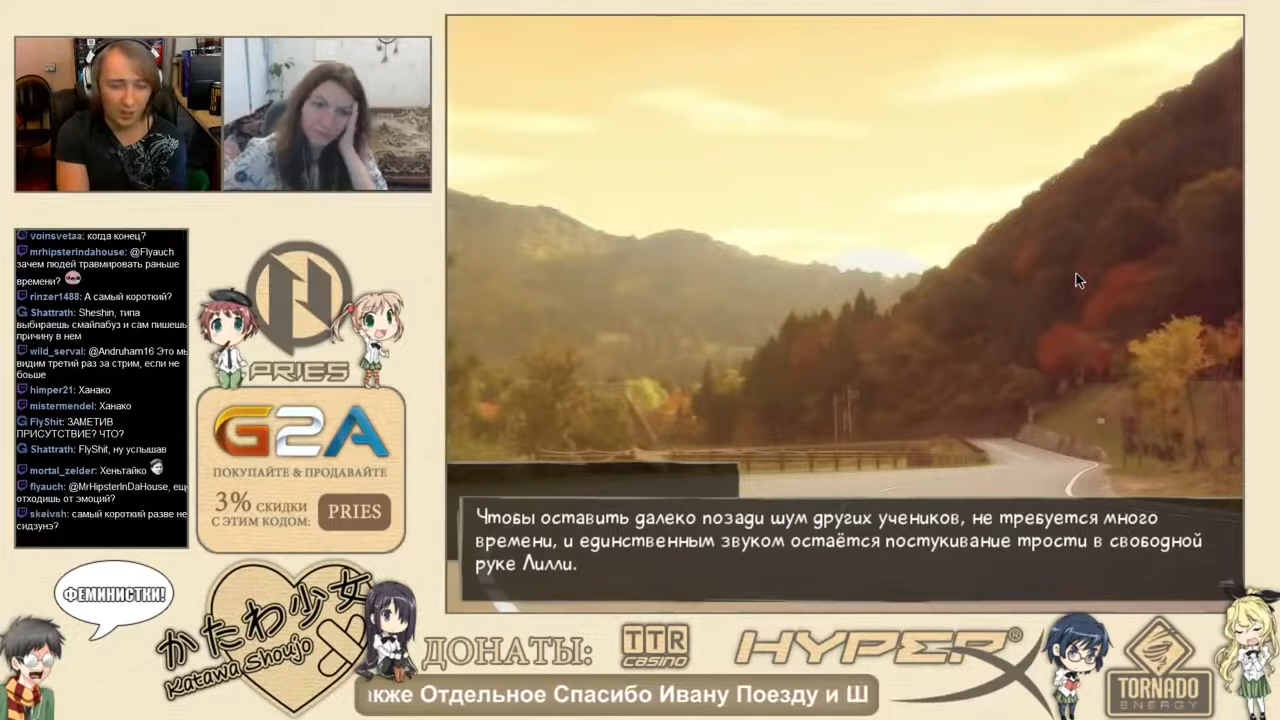 voinsvetaa: когда конец?
mrhipsterindahouse: @Flyauch
зачем людей травмировать раньше
времени?
rinzer1488: А самый короткий?
Shattrath: Sheshin, типа
выбираешь смайлабуз и сам пишешь
причину в нем
wild_serval: @Andruham16 Это мы
видим третий раз за стрим, если не
боьше
himper21: Ханако
mistermendel: Ханако
FlyShit: ЗАМЕТИВ
ПРИСУТСТВИЕ? ЧТО?
Shattrath: FlyShit, ну услышав
mortal_zelder: Хеньтайко
flyauch: @MrHipsterInDaHouse, ещ
отходишь от эмоций?
skeivsh: самый короткий разве не
сидзунэ?
PRIES
G2A
ПОКУПАЙТЕ & ПРОДАВАЙТЕ
3% СКИДКИ
С ЭТИМ КОДОМ:
PRIES
Чтобы оставить далеко позади шум других учеников, не требуется много
времени, и единственным звуком остаётся постукивание трости в свободной
руке Лилли.
ФЕМИНИСТКИ!
かたわ少女
Katawa Shoujo
ДОНАТЫ:
TTR
CASINO
HYPERX®
TORNADO
ENERGY
кже Отдельное Спасибо Ивану Поезду и Ш